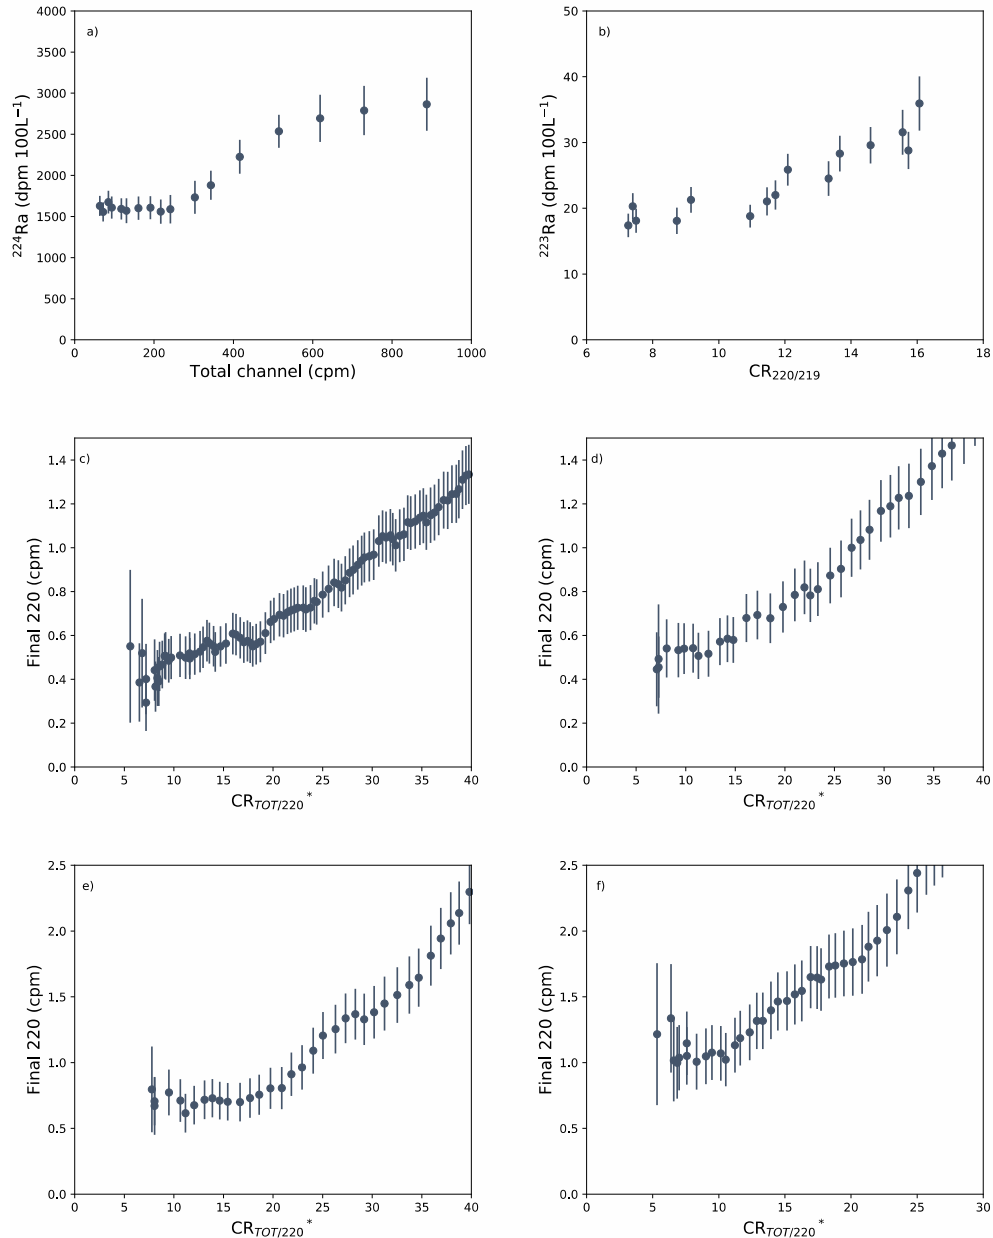 a)
4000
3500
3000
2500
2000
1500
1000
500
0
²²⁴Ra (dpm 100L⁻¹)
0 200 400 600 800 1000
Total channel (cpm)
b)
50
40
30
20
10
0
²²³Ra (dpm 100L⁻¹)
6 8 10 12 14 16 18
CR220/219
c)
1.4
1.2
1.0
0.8
0.6
0.4
0.2
0.0
Final 220 (cpm)
0 5 10 15 20 25 30 35 40
CRTOT/220*
d)
1.4
1.2
1.0
0.8
0.6
0.4
0.2
0.0
Final 220 (cpm)
0 5 10 15 20 25 30 35 40
CRTOT/220*
e)
2.5
2.0
1.5
1.0
0.5
0.0
Final 220 (cpm)
0 5 10 15 20 25 30 35 40
CRTOT/220*
f)
2.5
2.0
1.5
1.0
0.5
0.0
Final 220 (cpm)
0 5 10 15 20 25 30
CRTOT/220*